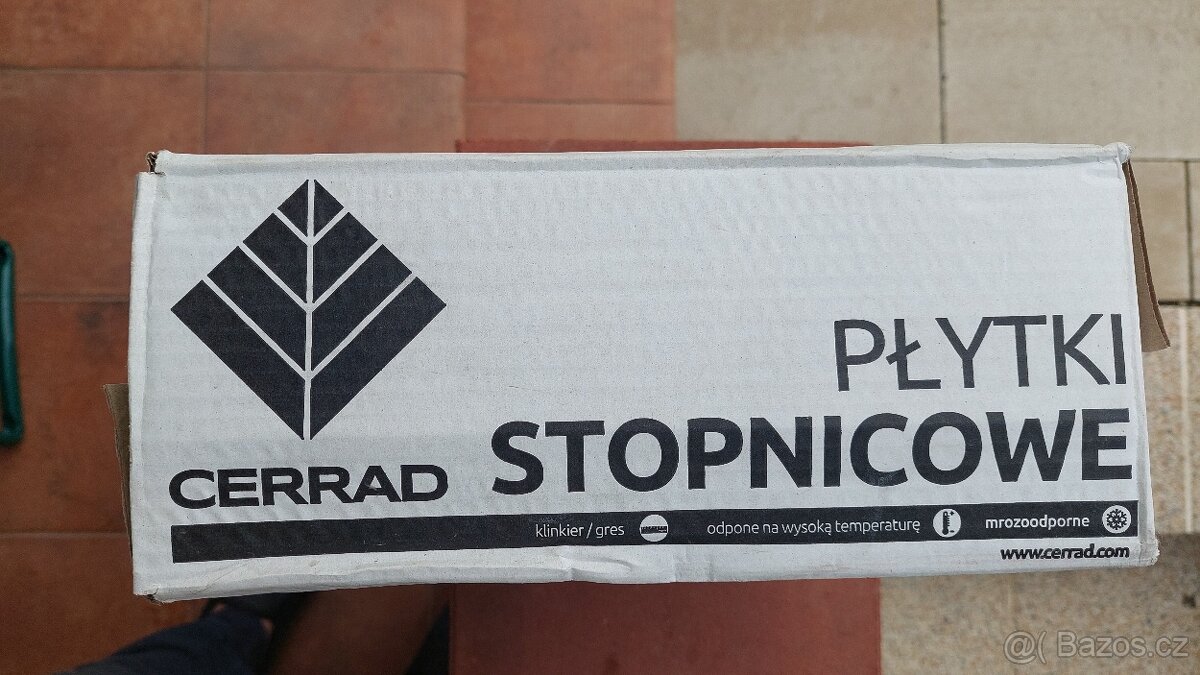 CERRAD
PŁYTKI
STOPNICOWE
klinkier / gres odpone na wysoką temperaturę mrozoodporne
www.cerrad.com
@( Bazos.cz